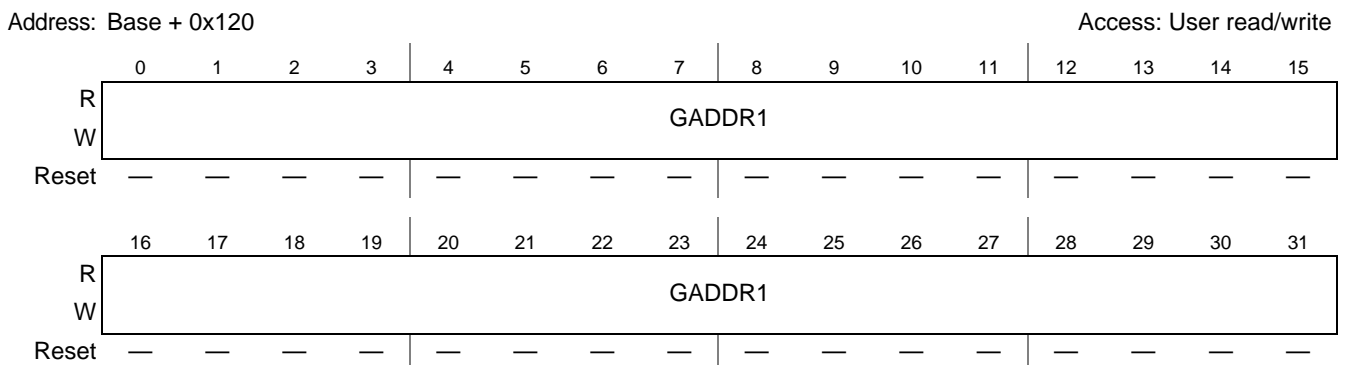 Address: Base + 0x120 Access: User read/write
0 1 2 3 4 5 6 7 8 9 10 11 12 13 14 15
R
GADDR1
W
Reset — — — — — — — — — — — — — — — —
16 17 18 19 20 21 22 23 24 25 26 27 28 29 30 31
R
GADDR1
W
Reset — — — — — — — — — — — — — — — —